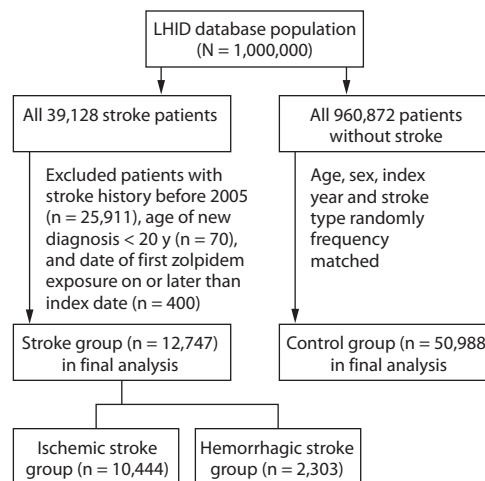 LHID database population
(N = 1,000,000)
All 39,128 stroke patients
All 960,872 patients
without stroke
Excluded patients with
stroke history before 2005
(n = 25,911), age of new
diagnosis < 20 y (n = 70),
and date of first zolpidem
exposure on or later than
index date (n = 400)
Age, sex, index
year and stroke
type randomly
frequency
matched
Stroke group (n = 12,747)
in final analysis
Control group (n = 50,988)
in final analysis
Ischemic stroke
group (n = 10,444)
Hemorrhagic stroke
group (n = 2,303)